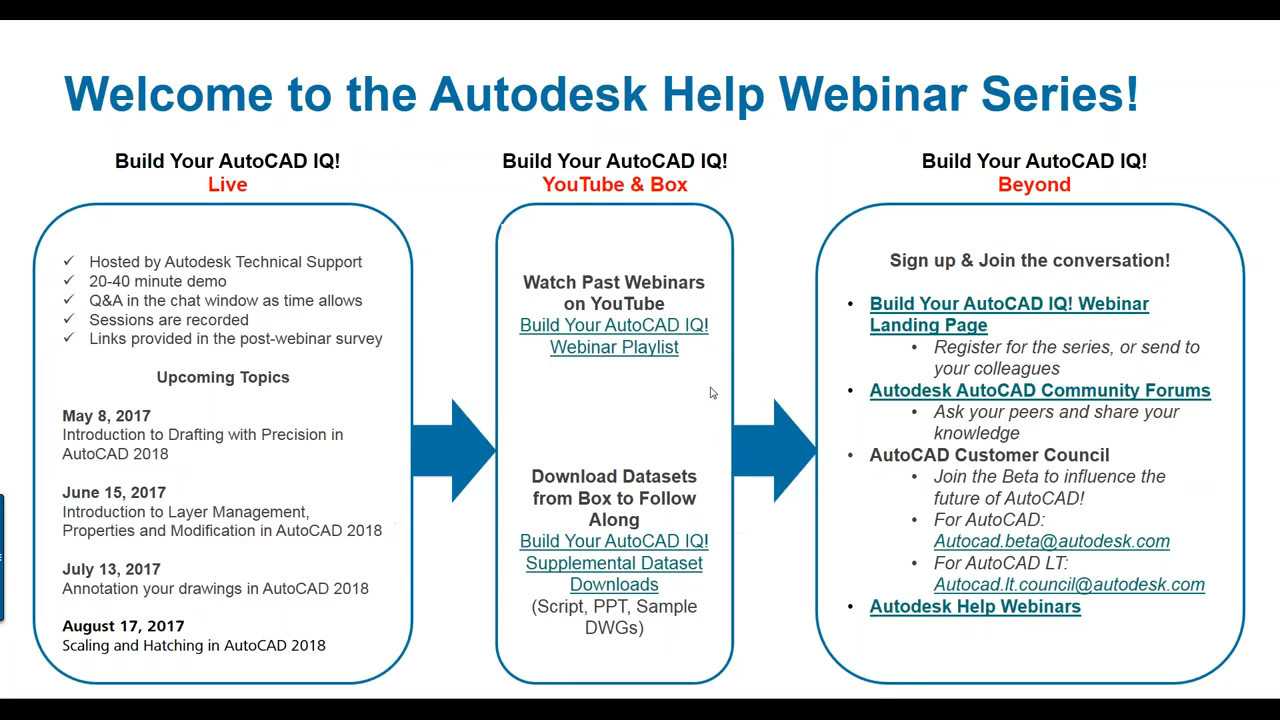 Welcome to the Autodesk Help Webinar Series!
Build Your AutoCAD IQ!
Live
Hosted by Autodesk Technical Support
20-40 minute demo
Q&A in the chat window as time allows
Sessions are recorded
Links provided in the post-webinar survey
Upcoming Topics
May 8, 2017
Introduction to Drafting with Precision in
AutoCAD 2018
June 15, 2017
Introduction to Layer Management,
Properties and Modification in AutoCAD 2018
July 13, 2017
Annotation your drawings in AutoCAD 2018
August 17, 2017
Scaling and Hatching in AutoCAD 2018
Build Your AutoCAD IQ!
YouTube & Box
Watch Past Webinars
on YouTube
Build Your AutoCAD IQ!
Webinar Playlist
Download Datasets
from Box to Follow
Along
Build Your AutoCAD IQ!
Supplemental Dataset
Downloads
(Script, PPT, Sample
DWGs)
Build Your AutoCAD IQ!
Beyond
Sign up & Join the conversation!
Build Your AutoCAD IQ! Webinar
Landing Page
Register for the series, or send to
your colleagues
Autodesk AutoCAD Community Forums
Ask your peers and share your
knowledge
AutoCAD Customer Council
Join the Beta to influence the
future of AutoCAD!
For AutoCAD:
Autocad.beta@autodesk.com
For AutoCAD LT:
Autocad.lt.council@autodesk.com
Autodesk Help Webinars